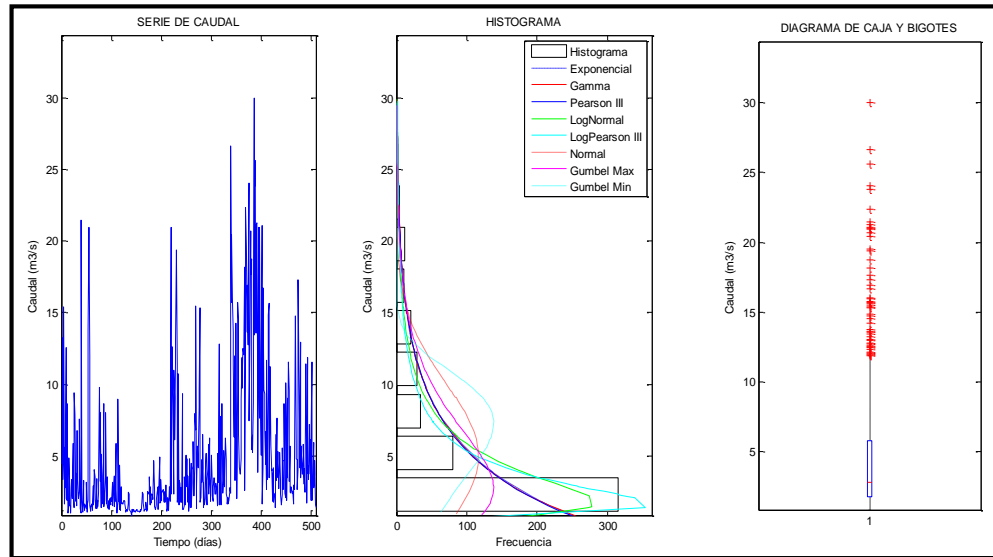 SERIE DE CAUDAL
Caudal (m3/s)
30
25
20
15
10
5
0
100
200
300
400
500
Tiempo (días)
HISTOGRAMA
Caudal (m3/s)
30
25
20
15
10
5
0
100
200
300
Frecuencia
Histograma
Exponencial
Gamma
Pearson III
LogNormal
LogPearson III
Normal
Gumbel Max
Gumbel Min
DIAGRAMA DE CAJA Y BIGOTES
Caudal (m3/s)
30
25
20
15
10
5
1